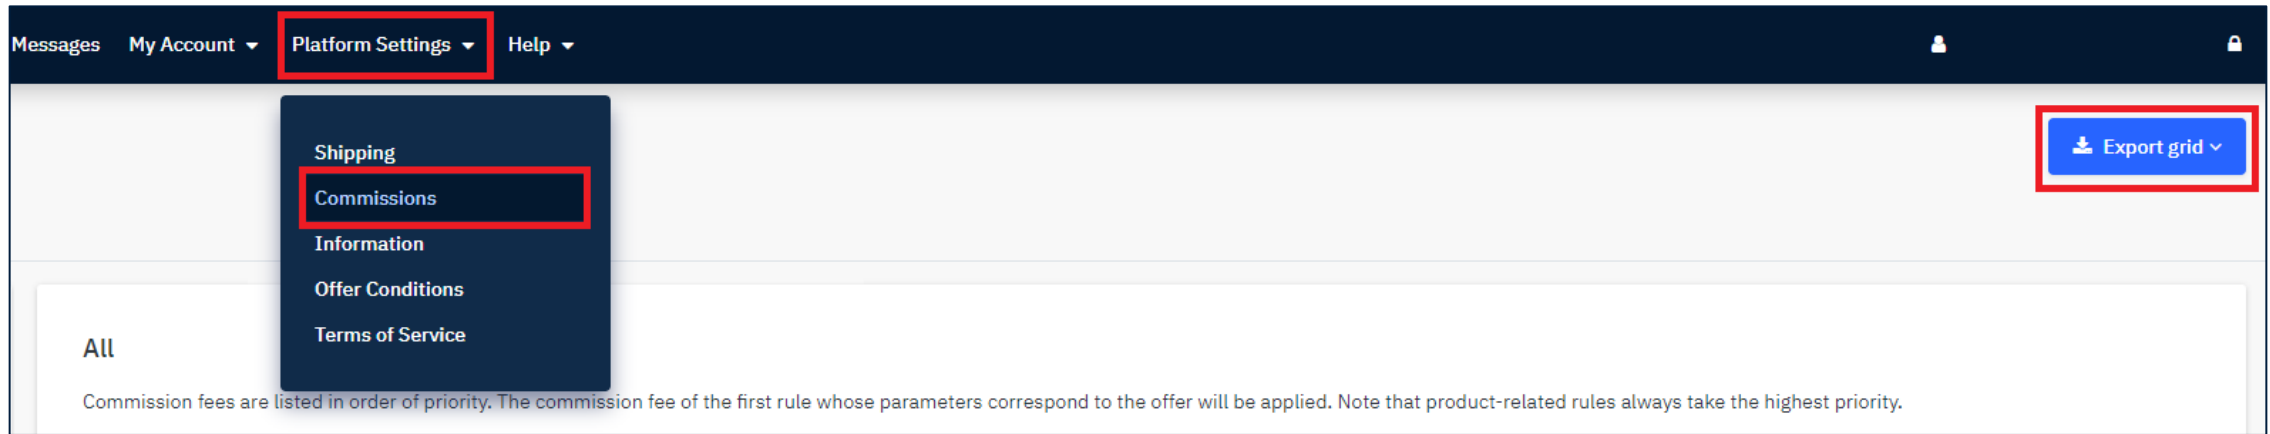 Messages My Account Platform Settings Help
Export grid
Shipping
Commissions
Information
Offer Conditions
Terms of Service
All
Commission fees are listed in order of priority. The commission fee of the first rule whose parameters correspond to the offer will be applied. Note that product-related rules always take the highest priority.